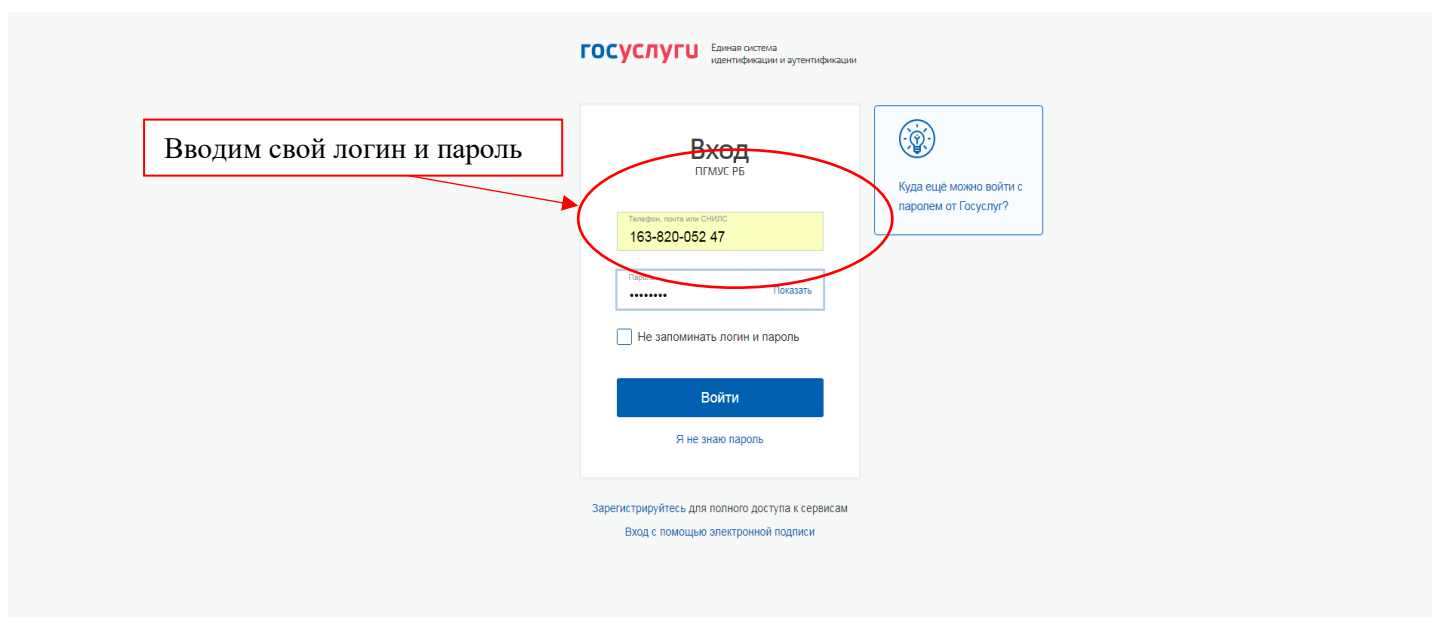 госуслуги
Единая система
идентификации и аутентификации
Вводим свой логин и пароль
Вход
ПГМУС РБ
Телефон, почта или СНИЛС
163-820-052 47
Пароль
••••••••
Показать
Не запоминать логин и пароль
Войти
Я не знаю пароль
Куда ещё можно войти с
паролем от Госуслуг?
Зарегистрируйтесь для полного доступа к сервисам
Вход с помощью электронной подписи